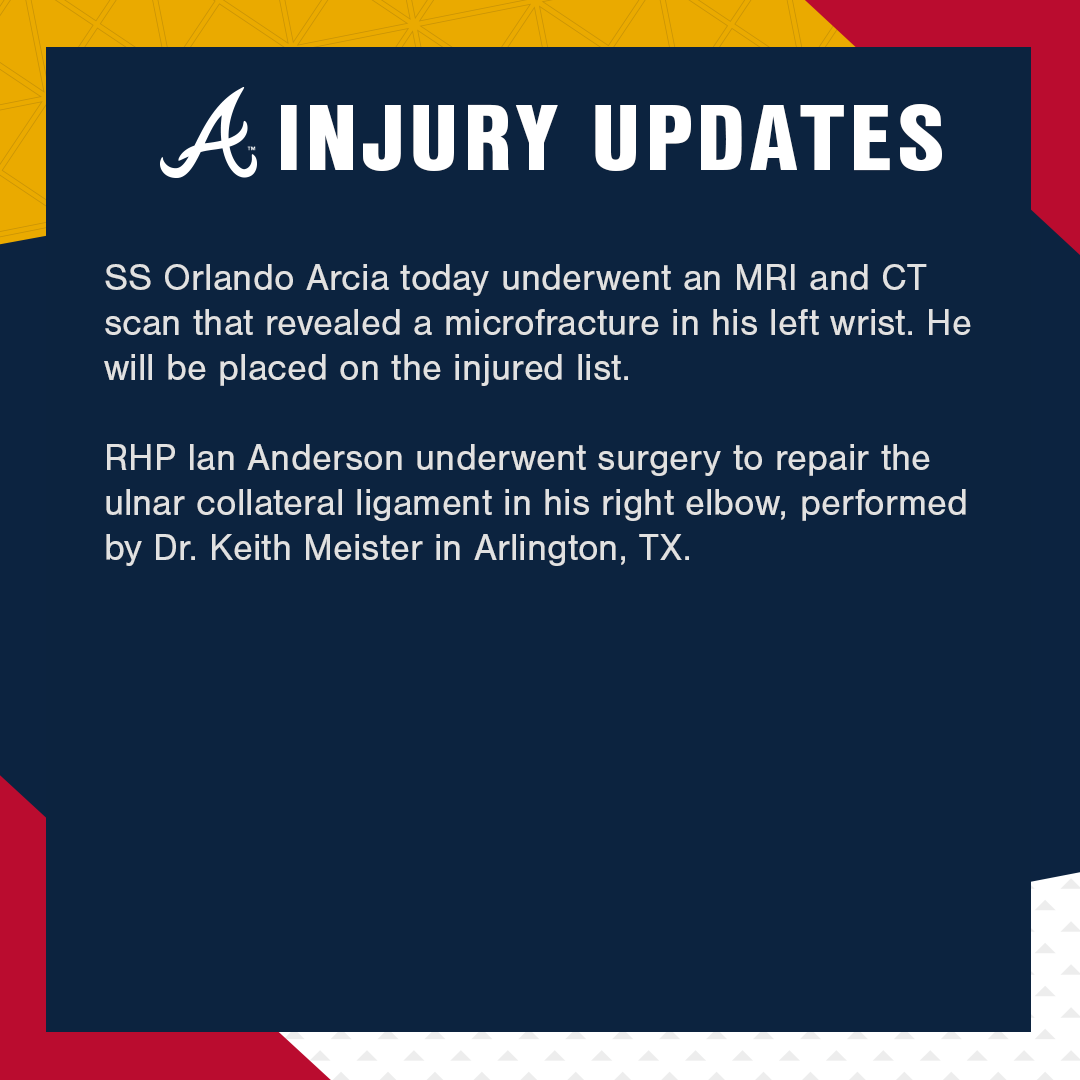 A™ INJURY UPDATES
SS Orlando Arcia today underwent an MRI and CT
scan that revealed a microfracture in his left wrist. He
will be placed on the injured list.
RHP Ian Anderson underwent surgery to repair the
ulnar collateral ligament in his right elbow, performed
by Dr. Keith Meister in Arlington, TX.